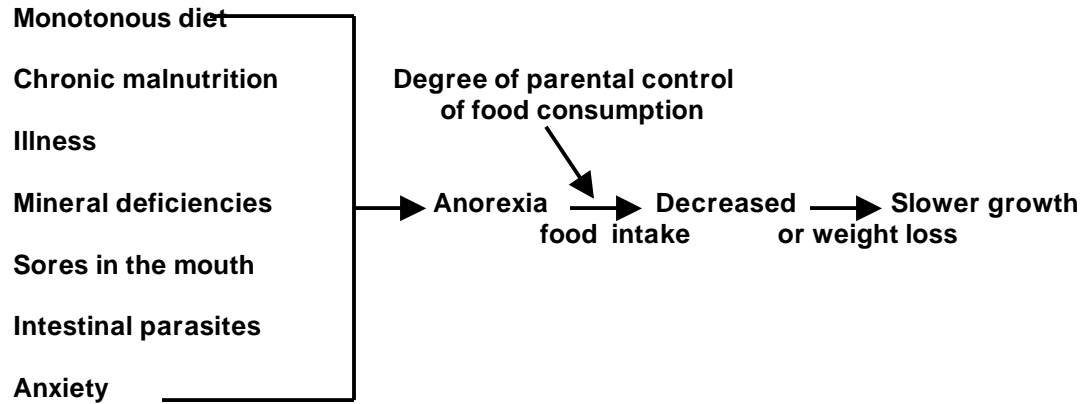 Monotonous diet
Chronic malnutrition
Degree of parental control
of food consumption
Illness
Mineral deficiencies
Anorexia
Decreased
Slower growth
food intake
or weight loss
Sores in the mouth
Intestinal parasites
Anxiety